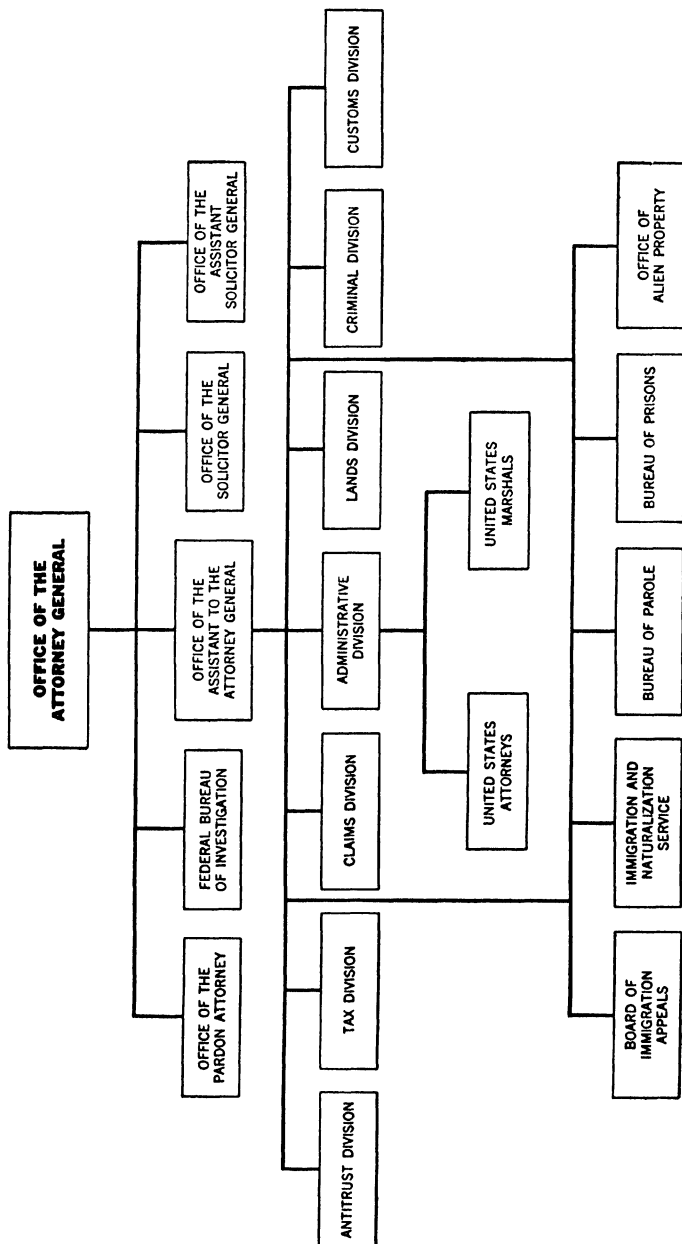 OFFICE OF THE
ATTORNEY GENERAL
OFFICE OF THE
PARDON ATTORNEY
FEDERAL BUREAU
OF INVESTIGATION
OFFICE OF THE
ASSISTANT TO THE
ATTORNEY GENERAL
OFFICE OF THE
SOLICITOR GENERAL
OFFICE OF THE
ASSISTANT
SOLICITOR GENERAL
ANTITRUST DIVISION
TAX DIVISION
CLAIMS DIVISION
ADMINISTRATIVE
DIVISION
LANDS DIVISION
CRIMINAL DIVISION
CUSTOMS DIVISION
UNITED STATES
ATTORNEYS
UNITED STATES
MARSHALS
BOARD OF
IMMIGRATION
APPEALS
IMMIGRATION AND
NATURALIZATION
SERVICE
BUREAU OF PAROLE
BUREAU OF PRISONS
OFFICE OF
ALIEN PROPERTY